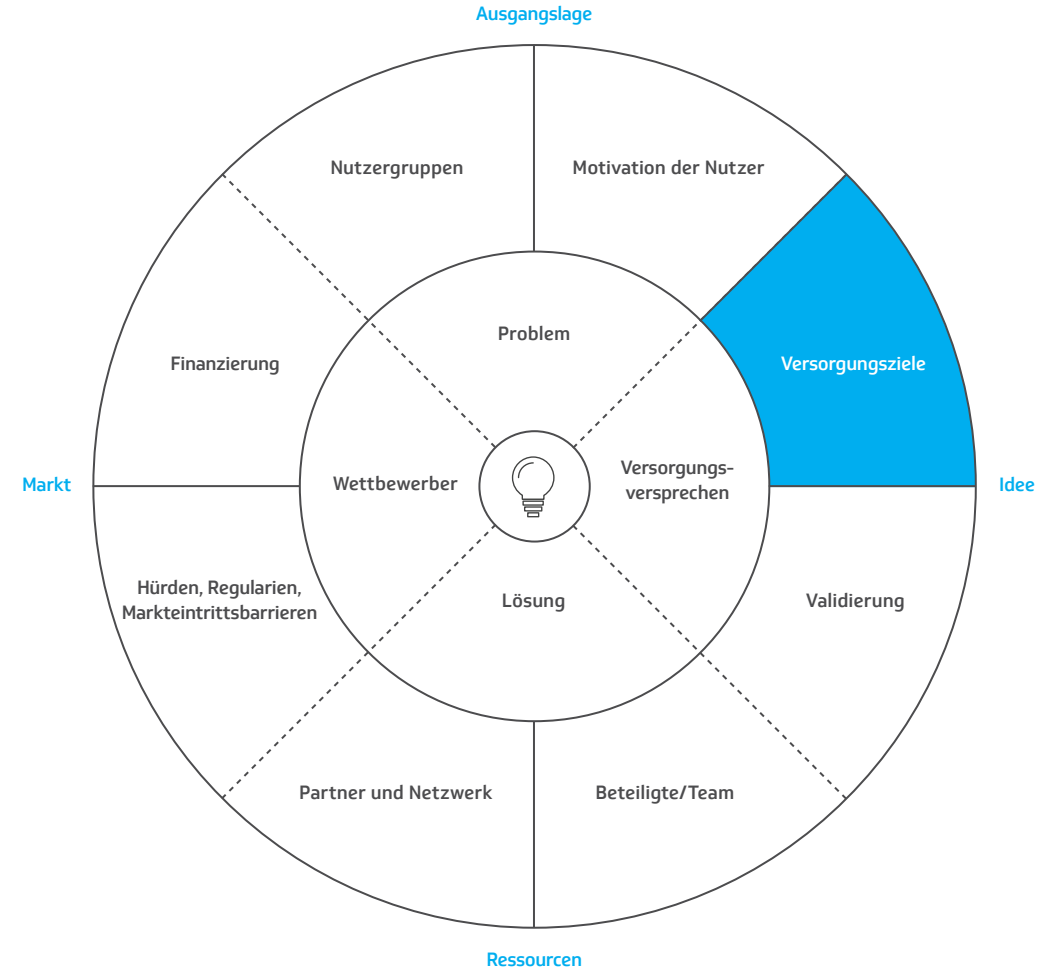 Ausgangslage
Nutzergruppen
Motivation der Nutzer
Problem
Finanzierung
Versorgungsziele
Markt
Wettbewerber
Versorgungs-
versprechen
Idee
Hürden, Regularien,
Markteintrittsbarrieren
Lösung
Validierung
Partner und Netzwerk
Beteiligte/Team
Ressourcen